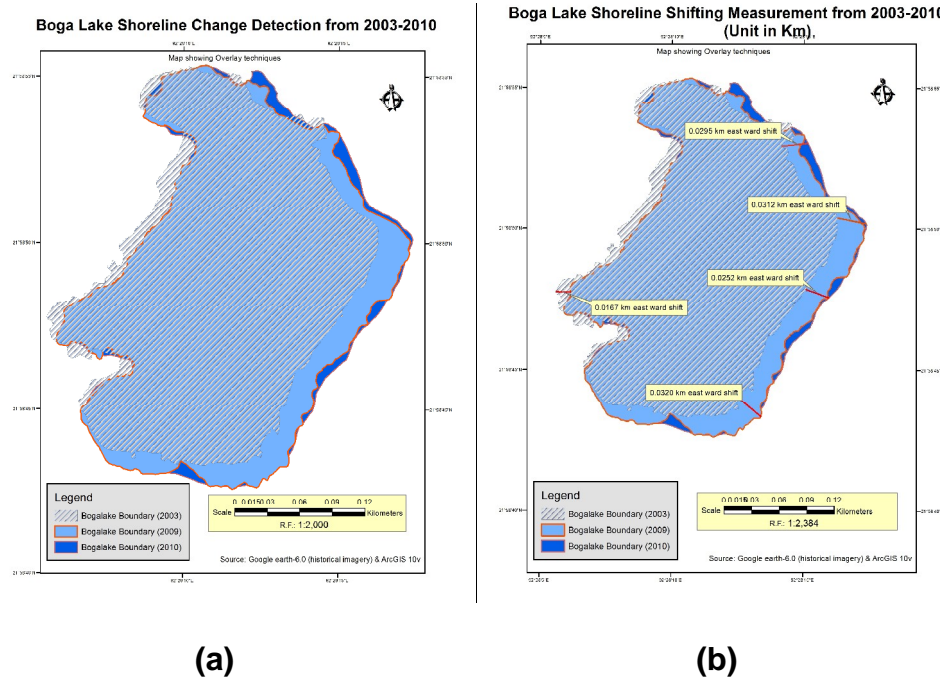 Boga Lake Shoreline Change Detection from 2003-2010
Map showing Overlay techniques
Legend
Bogalake Boundary (2003)
Bogalake Boundary (2009)
Bogalake Boundary (2010)
0 0.0150.03 0.06 0.09 0.12
Scale Kilometers
R.F.: 1:2,000
Source: Google earth-6.0 (historical imagery) & ArcGIS 10v
(a)
Boga Lake Shoreline Shifting Measurement from 2003-2010
(Unit in Km)
Map showing Overlay techniques
0.0295 km east ward shift
0.0312 km east ward shift
0.0252 km east ward shift
0.0167 km east ward shift
0.0320 km east ward shift
Legend
Bogalake Boundary (2003)
Bogalake Boundary (2009)
Bogalake Boundary (2010)
0 0.0150.03 0.06 0.09 0.12
Scale Kilometers
R.F.: 1:2,384
Source: Google earth-6.0 (historical imagery) & ArcGIS 10v
(b)